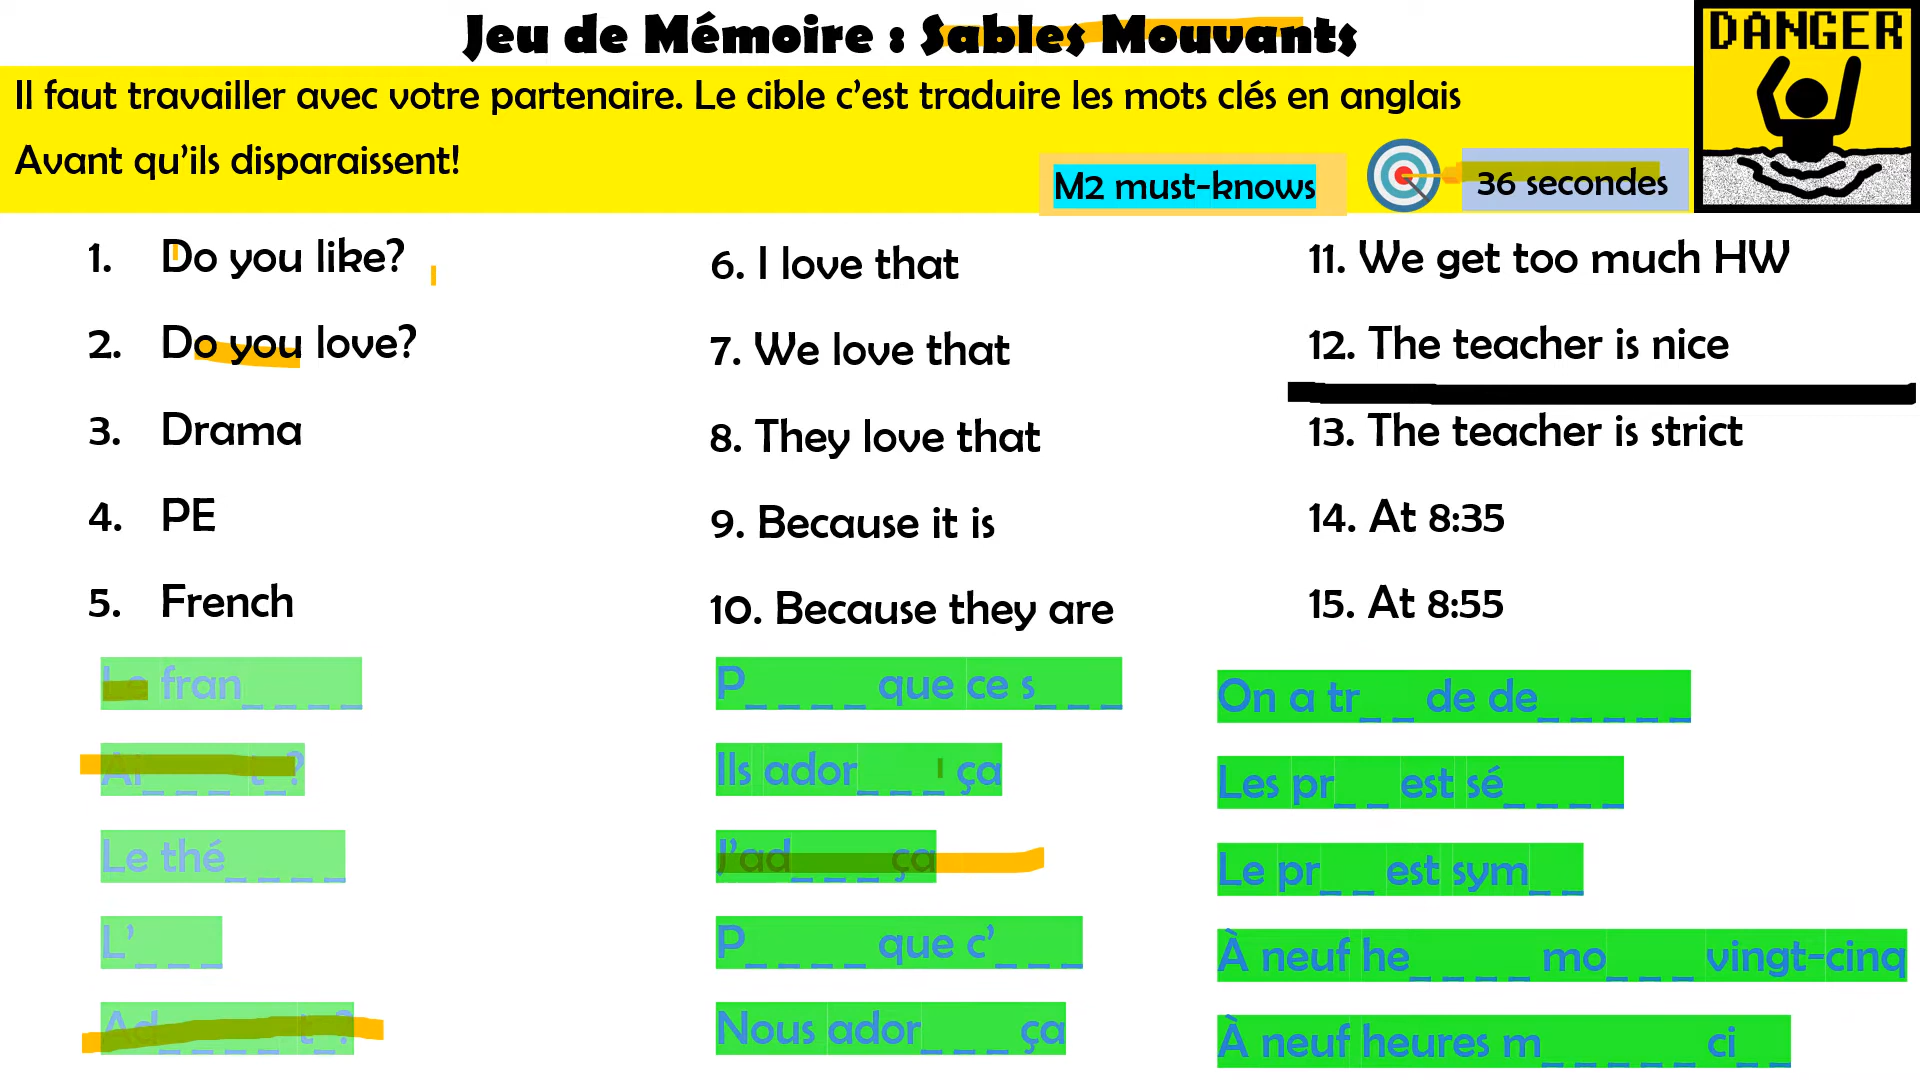 Jeu de Mémoire : Sables Mouvants
DANGER
Il faut travailler avec votre partenaire. Le cible c'est traduire les mots clés en anglais
Avant qu'ils disparaissent!
M2 must-knows
36 secondes
1. Do you like?
2. Do you love?
3. Drama
4. PE
5. French
6. I love that
7. We love that
8. They love that
9. Because it is
10. Because they are
11. We get too much HW
12. The teacher is nice
13. The teacher is strict
14. At 8:35
15. At 8:55
Le fran_ _ _ _
Ai_ _ _ t_?
Le thé_ _ _ _
L'_ _ _
Ad_ _ _ _ t_?
P_ _ _ _ que ce s_ _ _
Ils ador_ _ _ ça
J'ad_ _ _ ça
P_ _ _ _ que c'_ _ _
Nous ador_ _ _ ça
On a tr_ _ de de_ _ _ _ _
Les pr_ _ est sé_ _ _ _
Le pr_ _ est sym_ _
À neuf he_ _ _ _ mo_ _ _ vingt-cinq
À neuf heures m_ _ _ _ _ ci_ _